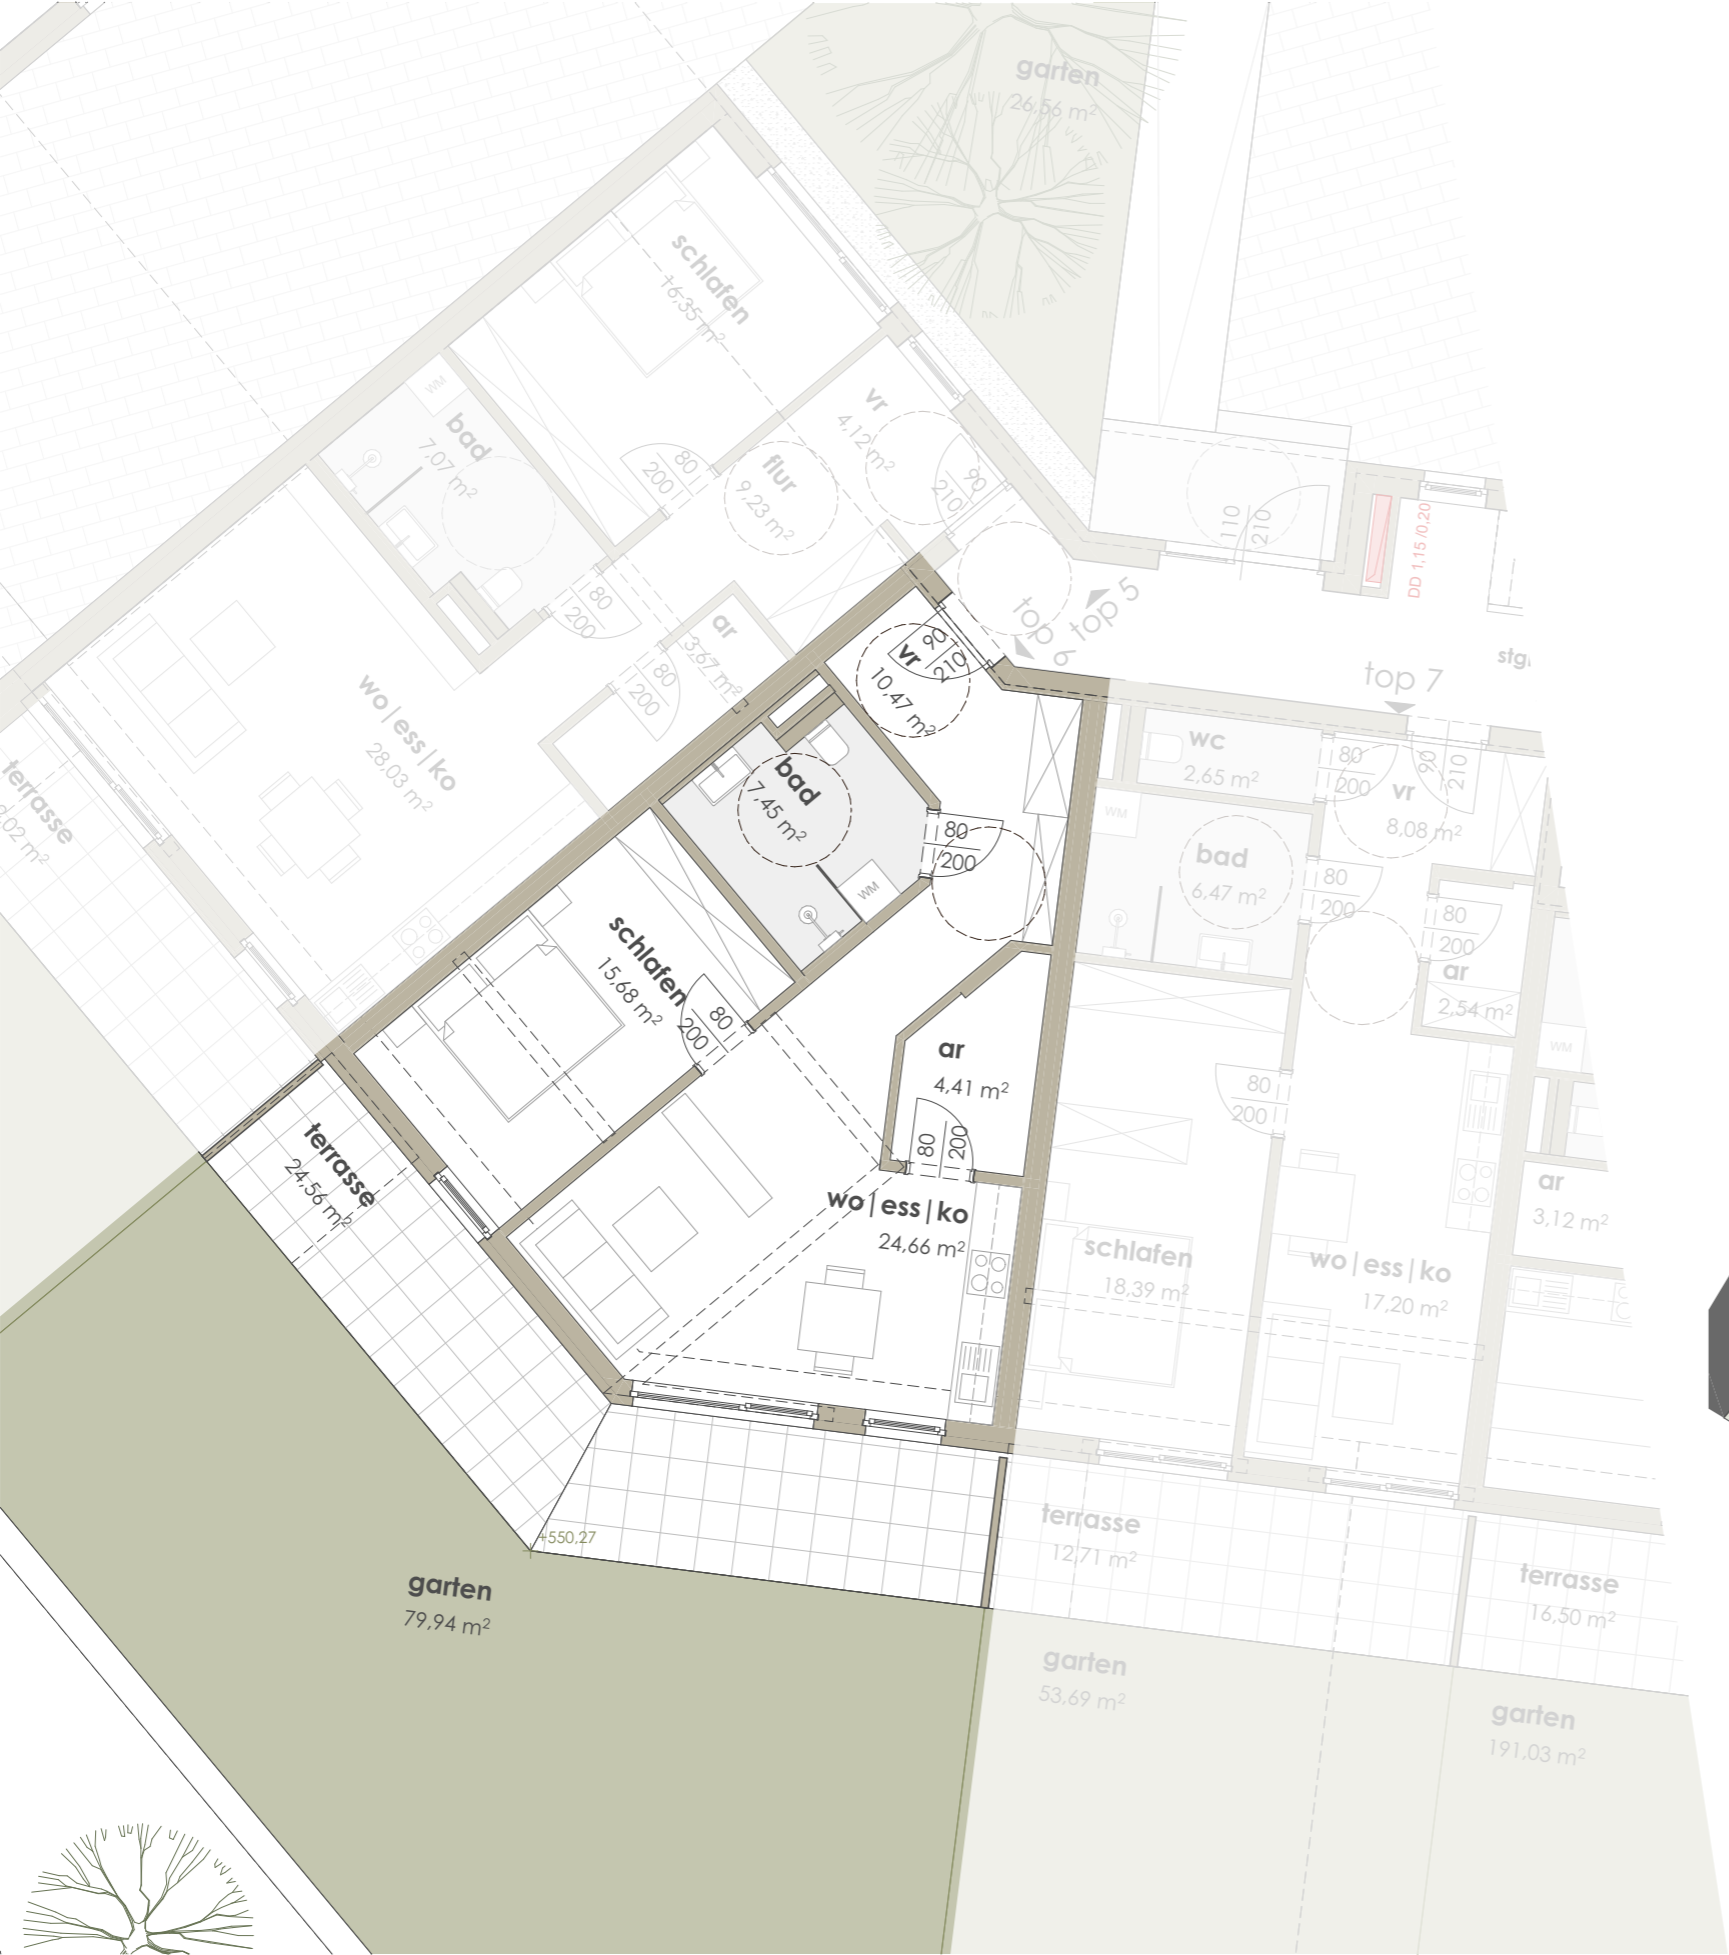 garten
26,56 m²
schlafen
16,35 m²
WM
bad
7,07 m²
vr
4,12 m²
flur
9,23 m²
80
200
90
210
110
210
DD 1,15 /0,20
80
200
ar
3,67 m²
80
200
top 5
top 6
top 7
wo|ess|ko
28,03 m²
terrasse
vr
10,47 m²
90
210
bad
7,45 m²
WM
80
200
wc
2,65 m²
80
200
90
210
vr
8,08 m²
WM
bad
6,47 m²
80
200
80
200
ar
2,54 m²
WM
schlafen
15,68 m²
80
200
ar
4,41 m²
80
200
80
200
terrasse
24,56 m²
wo|ess|ko
24,66 m²
schlafen
18,39 m²
wo|ess|ko
17,20 m²
ar
3,12 m²
+550,27
terrasse
12,71 m²
terrasse
16,50 m²
garten
79,94 m²
garten
53,69 m²
garten
191,03 m²